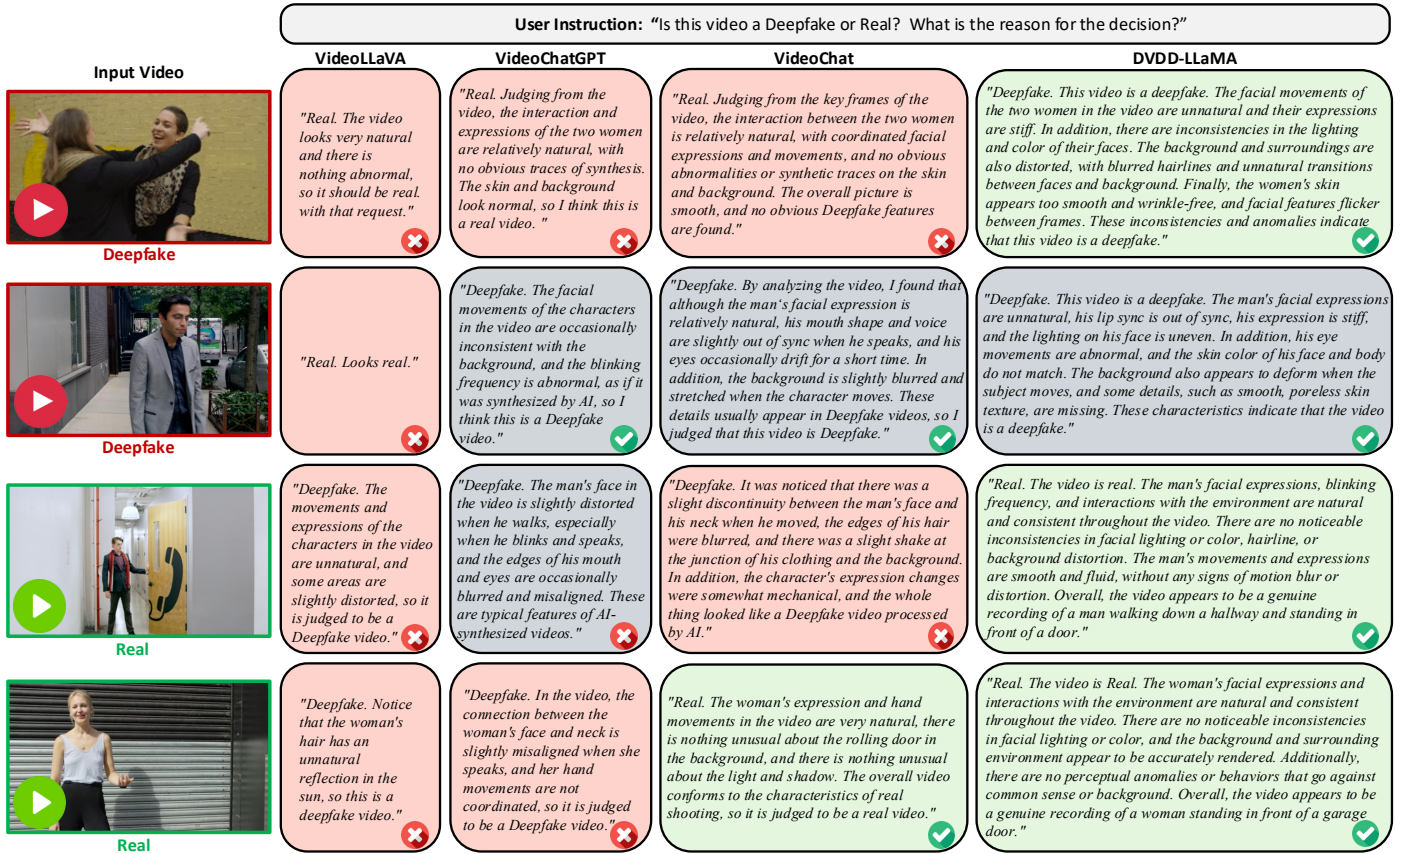 User Instruction: “Is this video a Deepfake or Real? What is the reason for the decision?”
Input Video
VideoLLaVA
VideoChatGPT
VideoChat
DVDD-LLaMA
Deepfake
"Real. The video
looks very natural
and there is
nothing abnormal,
so it should be real.
with that request."
"Real. Judging from the
video, the interaction and
expressions of the two women
are relatively natural, with
no obvious traces of synthesis.
The skin and background
look normal, so I think this is
a real video. "
"Real. Judging from the key frames of the
video, the interaction between the two women
is relatively natural, with coordinated facial
expressions and movements, and no obvious
abnormalities or synthetic traces on the skin
and background. The overall picture is
smooth, and no obvious Deepfake features
are found."
"Deepfake. This video is a deepfake. The facial movements of
the two women in the video are unnatural and their expressions
are stiff. In addition, there are inconsistencies in the lighting
and color of their faces. The background and surroundings are
also distorted, with blurred hairlines and unnatural transitions
between faces and background. Finally, the women's skin
appears too smooth and wrinkle-free, and facial features flicker
between frames. These inconsistencies and anomalies indicate
that this video is a deepfake."
Deepfake
"Real. Looks real."
"Deepfake. The facial
movements of the characters
in the video are occasionally
inconsistent with the
background, and the blinking
frequency is abnormal, as if it
was synthesized by AI, so I
think this is a Deepfake
video."
"Deepfake. By analyzing the video, I found that
although the man‘s facial expression is
relatively natural, his mouth shape and voice
are slightly out of sync when he speaks, and his
eyes occasionally drift for a short time. In
addition, the background is slightly blurred and
stretched when the character moves. These
details usually appear in Deepfake videos, so I
judged that this video is Deepfake."
"Deepfake. This video is a deepfake. The man's facial expressions
are unnatural, his lip sync is out of sync, his expression is stiff,
and the lighting on his face is uneven. In addition, his eye
movements are abnormal, and the skin color of his face and body
do not match. The background also appears to deform when the
subject moves, and some details, such as smooth, poreless skin
texture, are missing. These characteristics indicate that the video
is a deepfake."
Real
"Deepfake. The
movements and
expressions of the
characters in the video
are unnatural, and
some areas are
slightly distorted, so it
is judged to be a
Deepfake video."
"Deepfake. The man's face in
the video is slightly distorted
when he walks, especially
when he blinks and speaks,
and the edges of his mouth
and eyes are occasionally
blurred and misaligned. These
are typical features of AI-
synthesized videos."
"Deepfake. It was noticed that there was a
slight discontinuity between the man's face and
his neck when he moved, the edges of his hair
were blurred, and there was a slight shake at
the junction of his clothing and the background.
In addition, the character's expression changes
were somewhat mechanical, and the whole
thing looked like a Deepfake video processed
by AI."
"Real. The video is real. The man's facial expressions, blinking
frequency, and interactions with the environment are natural
and consistent throughout the video. There are no noticeable
inconsistencies in facial lighting or color, hairline, or
background distortion. The man's movements and expressions
are smooth and fluid, without any signs of motion blur or
distortion. Overall, the video appears to be a genuine
recording of a man walking down a hallway and standing in
front of a door."
Real
"Deepfake. Notice
that the woman's
hair has an
unnatural
reflection in the
sun, so this is a
deepfake video."
"Deepfake. In the video, the
connection between the
woman's face and neck is
slightly misaligned when she
speaks, and her hand
movements are not
coordinated, so it is judged
to be a Deepfake video."
"Real. The woman's expression and hand
movements in the video are very natural, there
is nothing unusual about the rolling door in
the background, and there is nothing unusual
about the light and shadow. The overall video
conforms to the characteristics of real
shooting, so it is judged to be a real video."
"Real. The video is Real. The woman's facial expressions and
interactions with the environment are natural and consistent
throughout the video. There are no noticeable inconsistencies
in facial lighting or color, and the background and surrounding
environment appear to be accurately rendered. Additionally,
there are no perceptual anomalies or behaviors that go against
common sense or background. Overall, the video appears to be
a genuine recording of a woman standing in front of a garage
door."